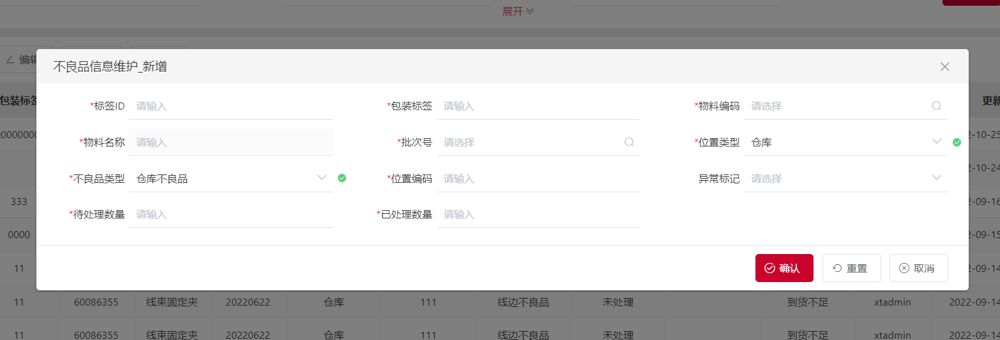 展开
编辑
不良品信息维护_新增
*标签ID 请输入 *包装标签 请输入 *物料编码 请选择
*物料名称 请输入 *批次号 请选择 *位置类型 仓库
*不良品类型 仓库不良品 *位置编码 请输入 异常标记 请选择
*待处理数量 请输入 *已处理数量 请输入
确认 重置 取消
包装标签 更新
0000000 2-10-25
2-10-24
333 2-09-16
0000 2-09-15
11 2-09-14
11 60086355 线束固定夹 20220622 仓库 111 线边不良品 未处理 到货不足 xtadmin 2022-09-14
11 60086355 线束固定夹 20220622 仓库 111 线边不良品 未处理 到货不足 xtadmin 2022-09-14